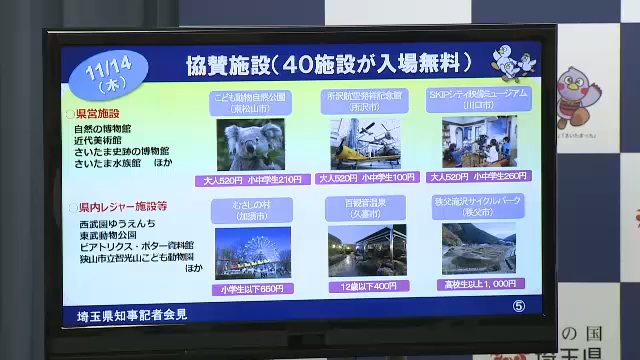 11/14
(木)
協賛施設(40施設が入場無料)
○県営施設
自然の博物館
近代美術館
さいたま史跡の博物館
さいたま水族館 ほか
こども動物自然公園
(東松山市)
大人520円 小中学生210円
所沢航空発祥記念館
(所沢市)
大人520円 小中学生100円
SKIPシティ映像ミュージアム
(川口市)
大人520円 小中学生260円
○県内レジャー施設等
西武園ゆうえんち
東武動物公園
ビアトリクス・ポター資料館
狭山市立智光山こども動物園
ほか
むさしの村
(加須市)
小学生以下650円
百観音温泉
(久喜市)
12歳以下400円
秩父滝沢サイクルパーク
(秩父市)
高校生以上1,000円
埼玉県知事記者会見
⑤
の国
埼玉県